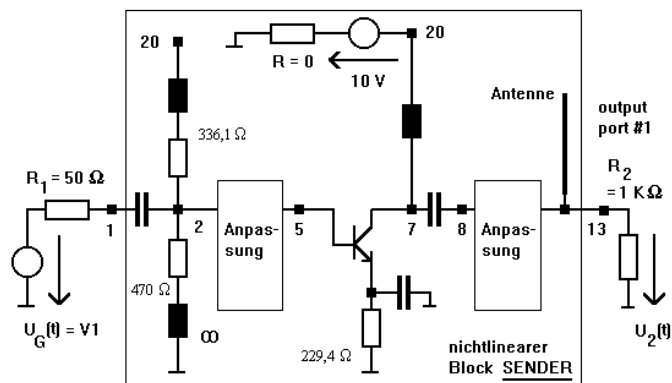 20
20
R = 0
10 V
Antenne
output
port #1
336,1 Ω
R1 = 50 Ω
R2
= 1 KΩ
1
2
Anpas-
sung
5
7
8
Anpas-
sung
13
470 Ω
UG(t) = V1
229,4 Ω
U2(t)
nichtlinearer
Block SENDER